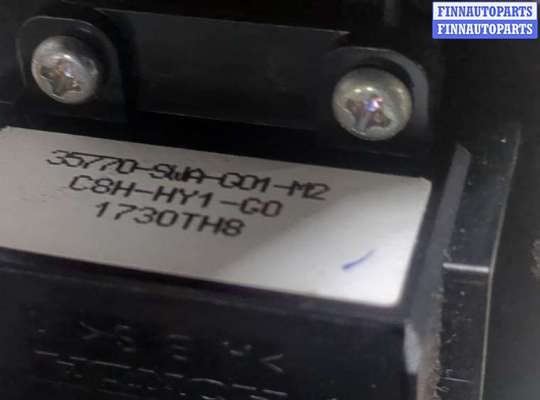 FINNAUTOPARTS
FINNAUTOPARTS
35770-SWA-G01-M2
C8H-HY1-G0
1730TH8